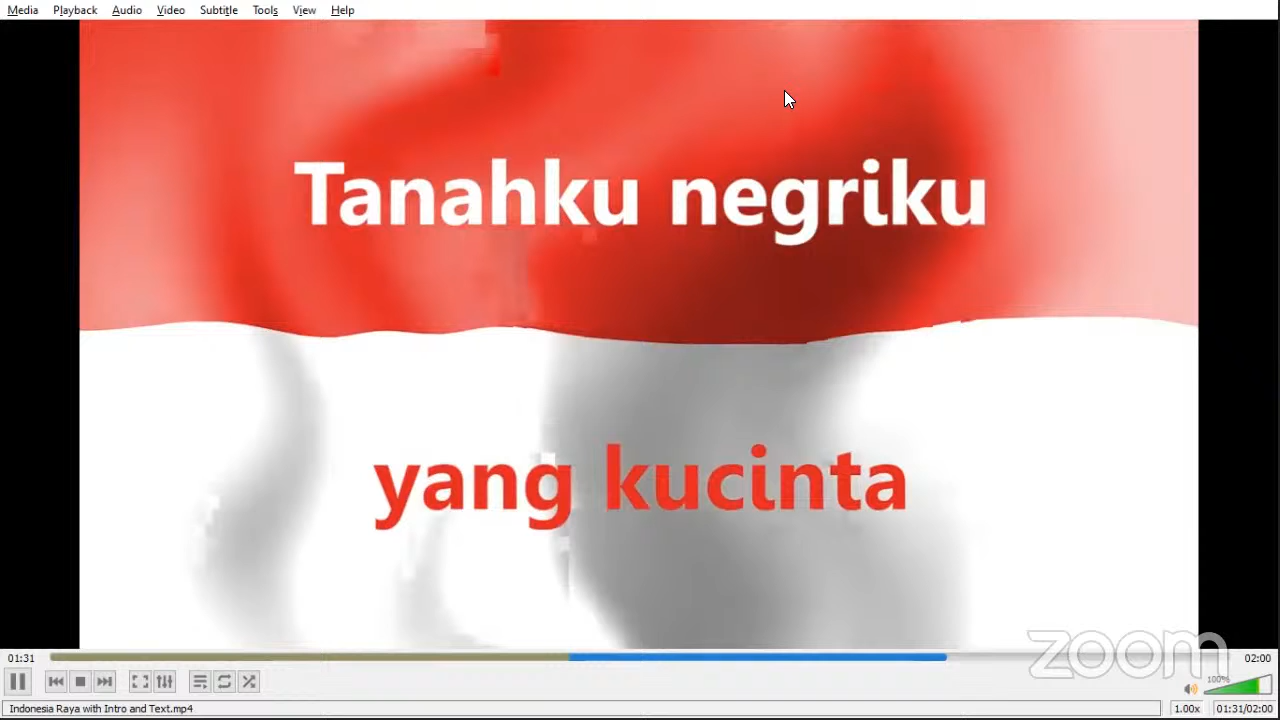 Media Playback Audio Video Subtitle Tools View Help
Tanahku negriku
yang kucinta
zoom
01:31 02:00
100%
Indonesia Raya with Intro and Text.mp4 1.00x 01:31/02:00